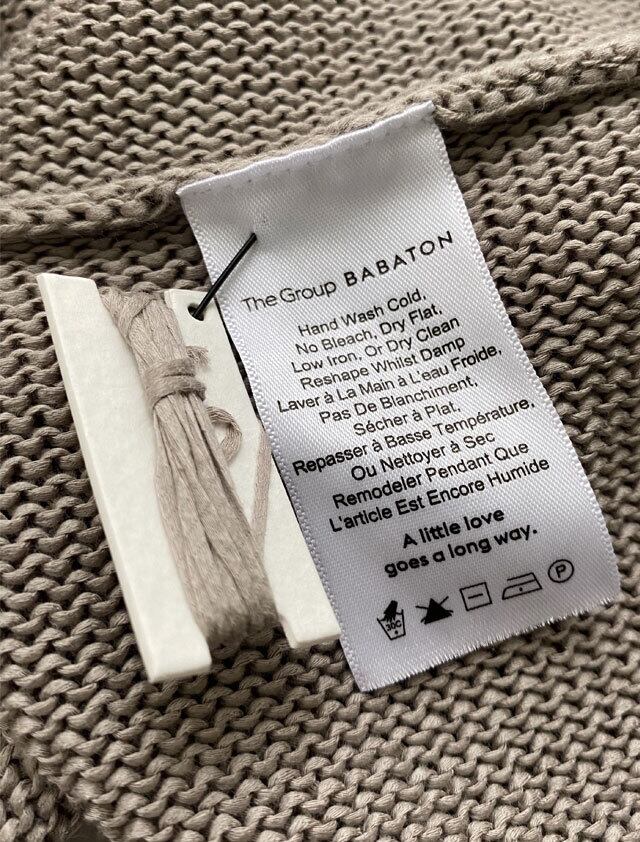 The Group BABATON
Hand Wash Cold,
No Bleach, Dry Flat,
Low Iron, Or Dry Clean
Reshape Whilst Damp
Laver à La Main à L'eau Froide,
Pas De Blanchiment,
Sécher à Plat,
Repasser à Basse Température,
Ou Nettoyer à Sec
Remodeler Pendant Que
L'article Est Encore Humide
A little love
goes a long way.
30C
P